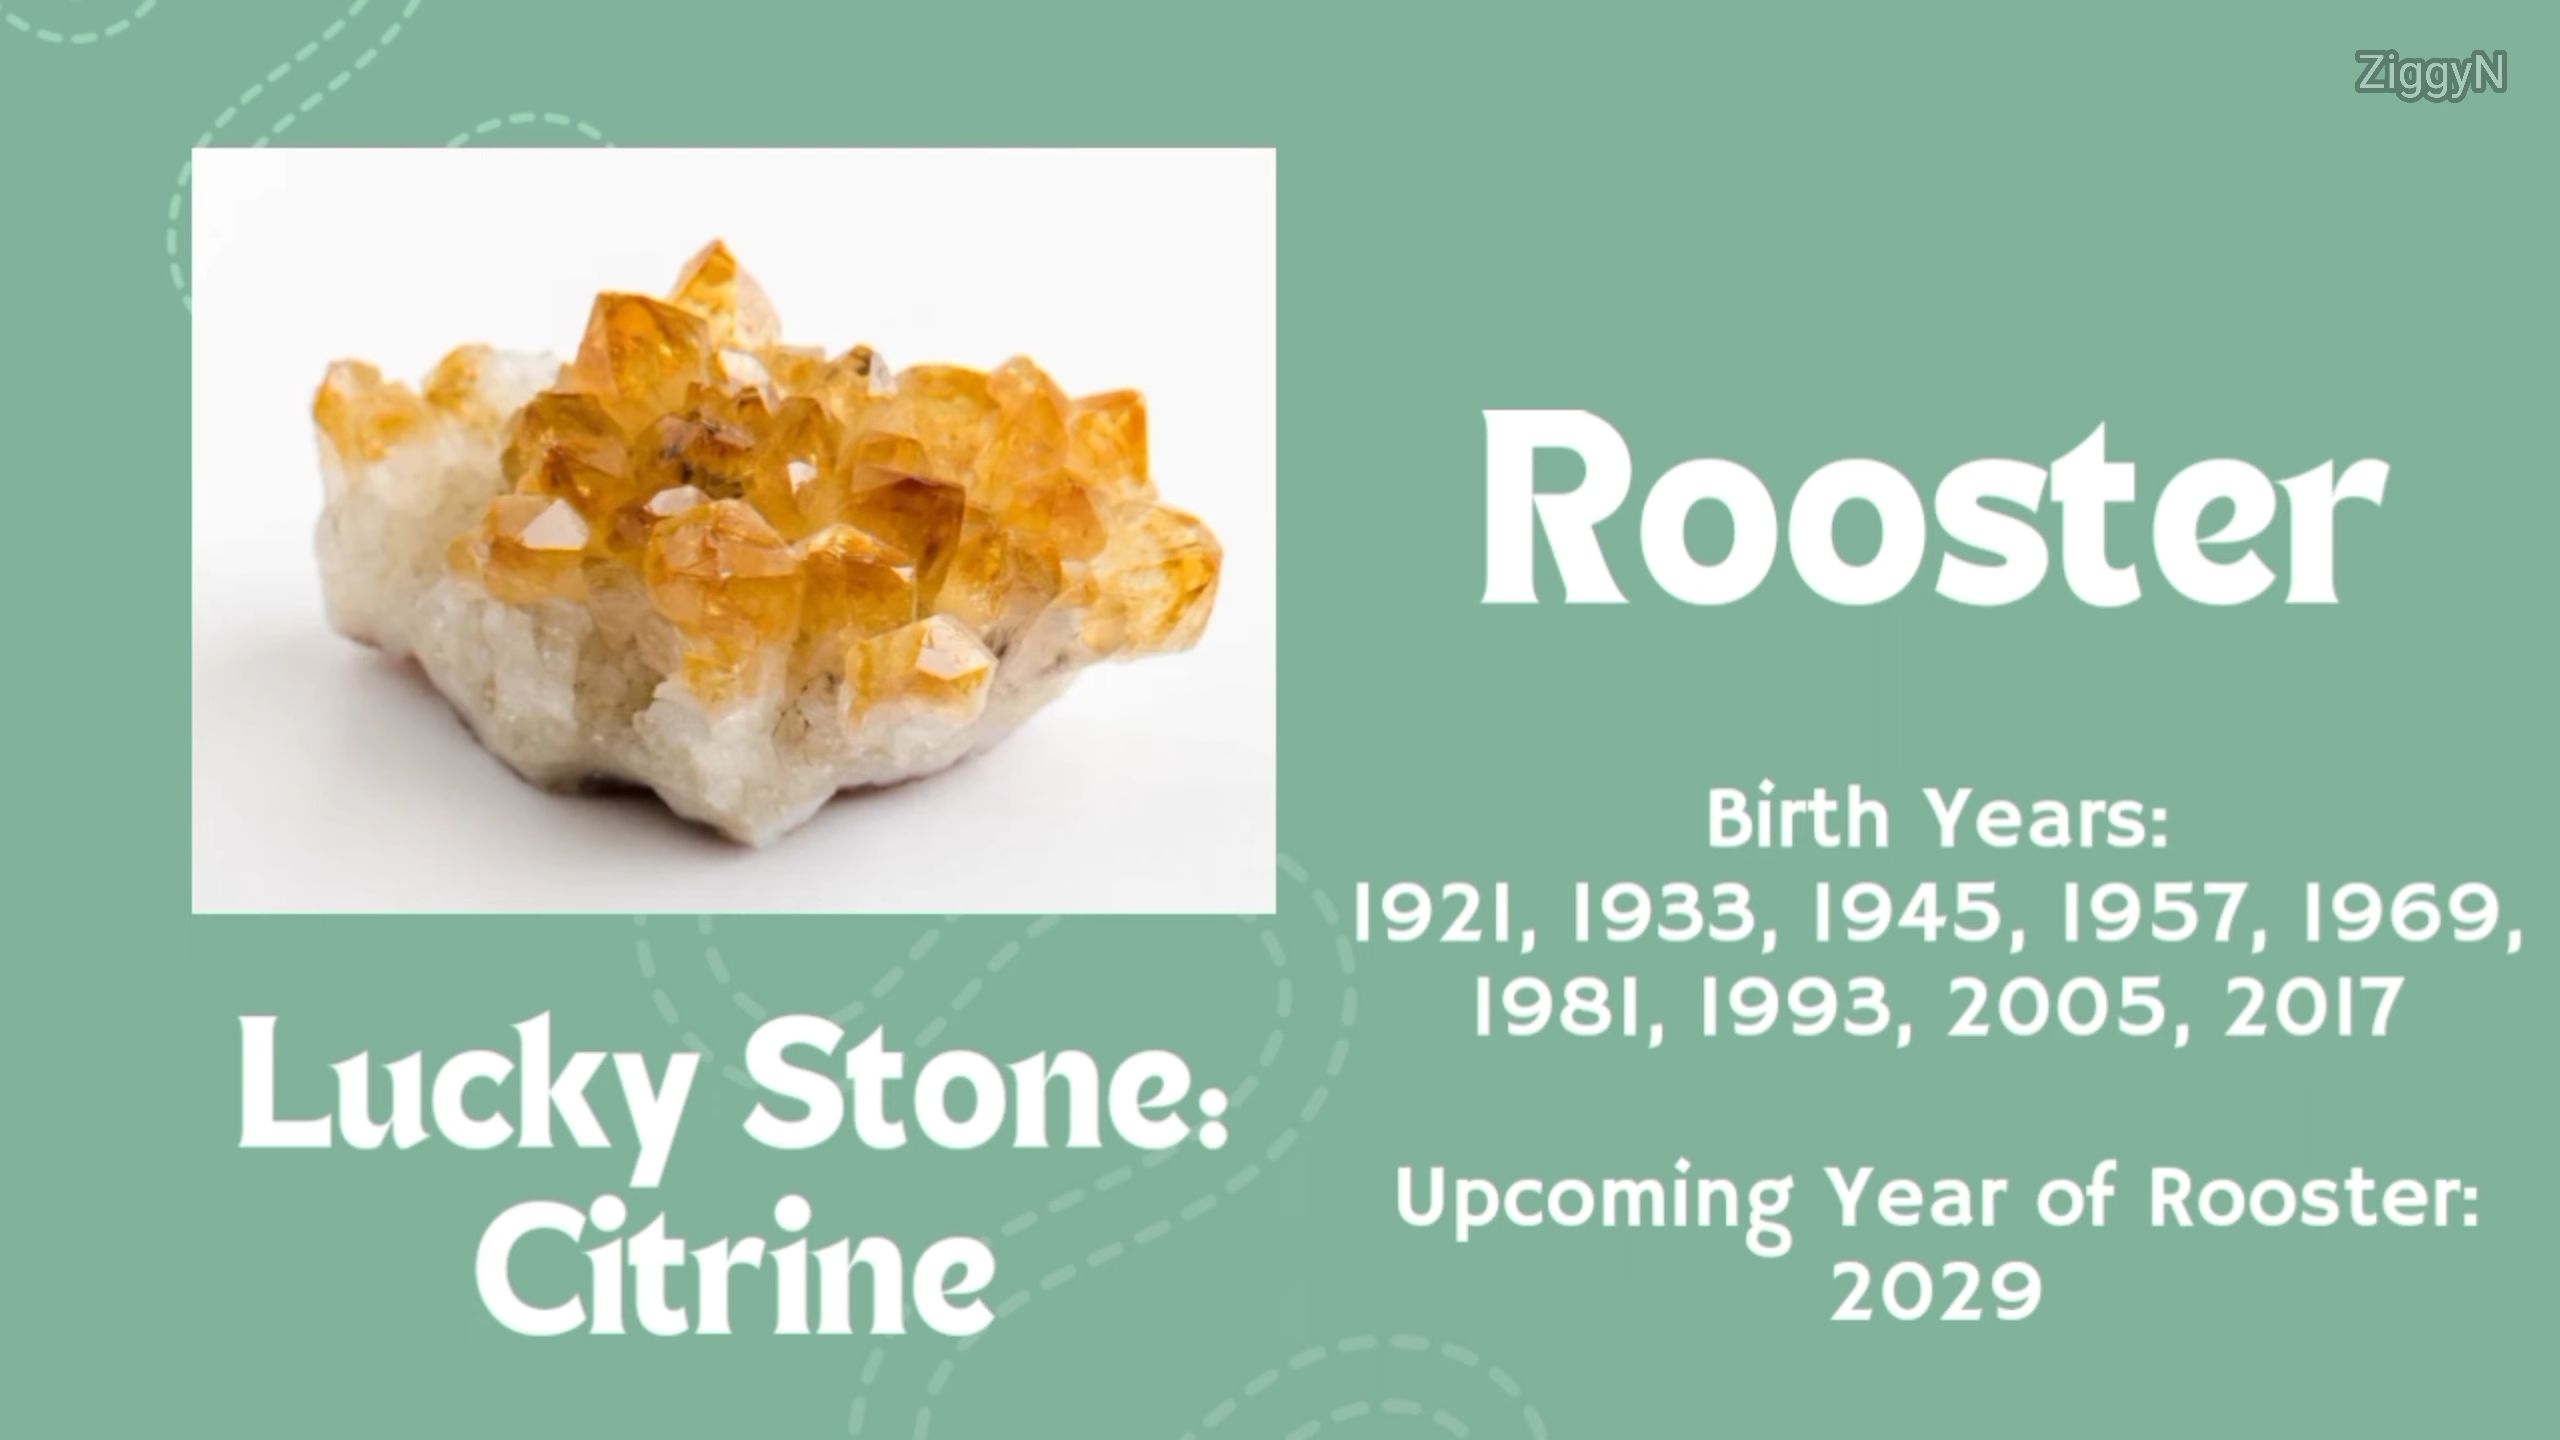 ZiggyN
Rooster
Birth Years:
1921, 1933, 1945, 1957, 1969,
1981, 1993, 2005, 2017
Upcoming Year of Rooster:
2029
Lucky Stone:
Citrine